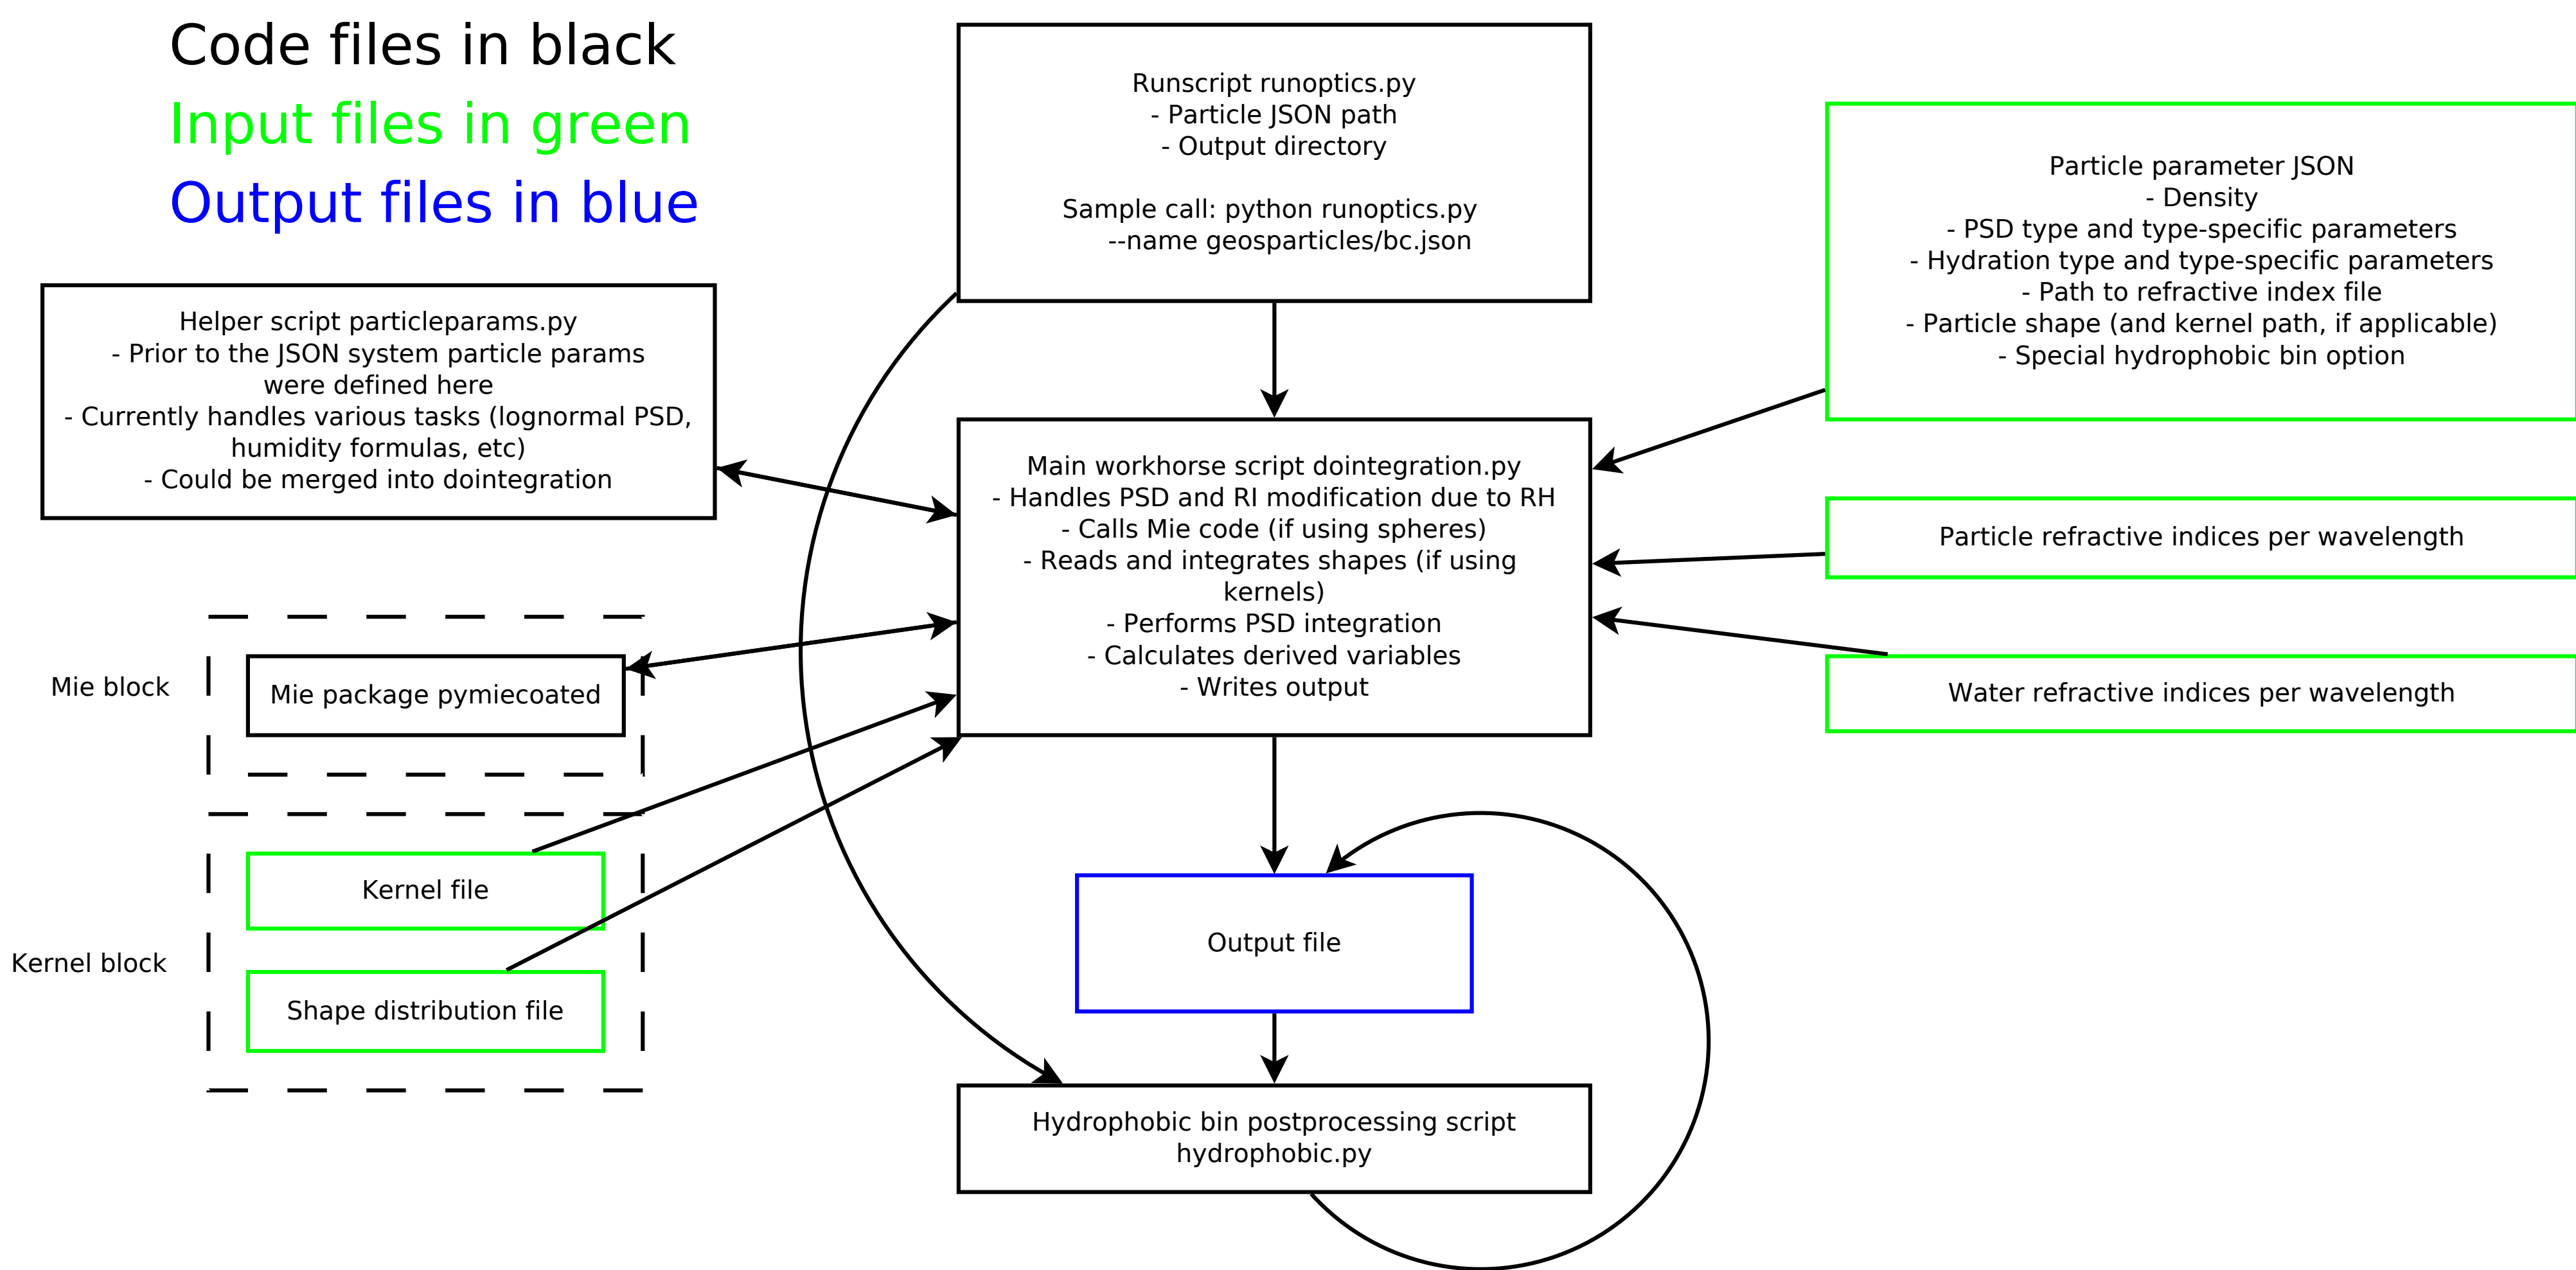 Code files in black
Input files in green
Output files in blue
Runscript runoptics.py
- Particle JSON path
- Output directory
Sample call: python runoptics.py
--name geosparticles/bc.json
Particle parameter JSON
- Density
- PSD type and type-specific parameters
- Hydration type and type-specific parameters
- Path to refractive index file
- Particle shape (and kernel path, if applicable)
- Special hydrophobic bin option
Helper script particleparams.py
- Prior to the JSON system particle params
were defined here
- Currently handles various tasks (lognormal PSD,
humidity formulas, etc)
- Could be merged into dointegration
Main workhorse script dointegration.py
- Handles PSD and RI modification due to RH
- Calls Mie code (if using spheres)
- Reads and integrates shapes (if using
kernels)
- Performs PSD integration
- Calculates derived variables
- Writes output
Particle refractive indices per wavelength
Water refractive indices per wavelength
Mie block
Mie package pymiecoated
Kernel block
Kernel file
Shape distribution file
Output file
Hydrophobic bin postprocessing script
hydrophobic.py